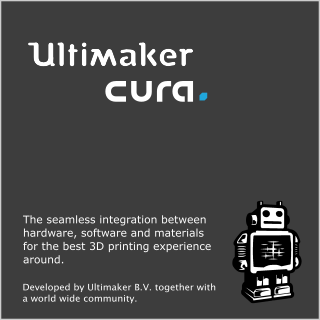 Ultimaker
cura.
The seamless integration between
hardware, software and materials
for the best 3D printing experience
around.
Developed by Ultimaker B.V. together with
a world wide community.